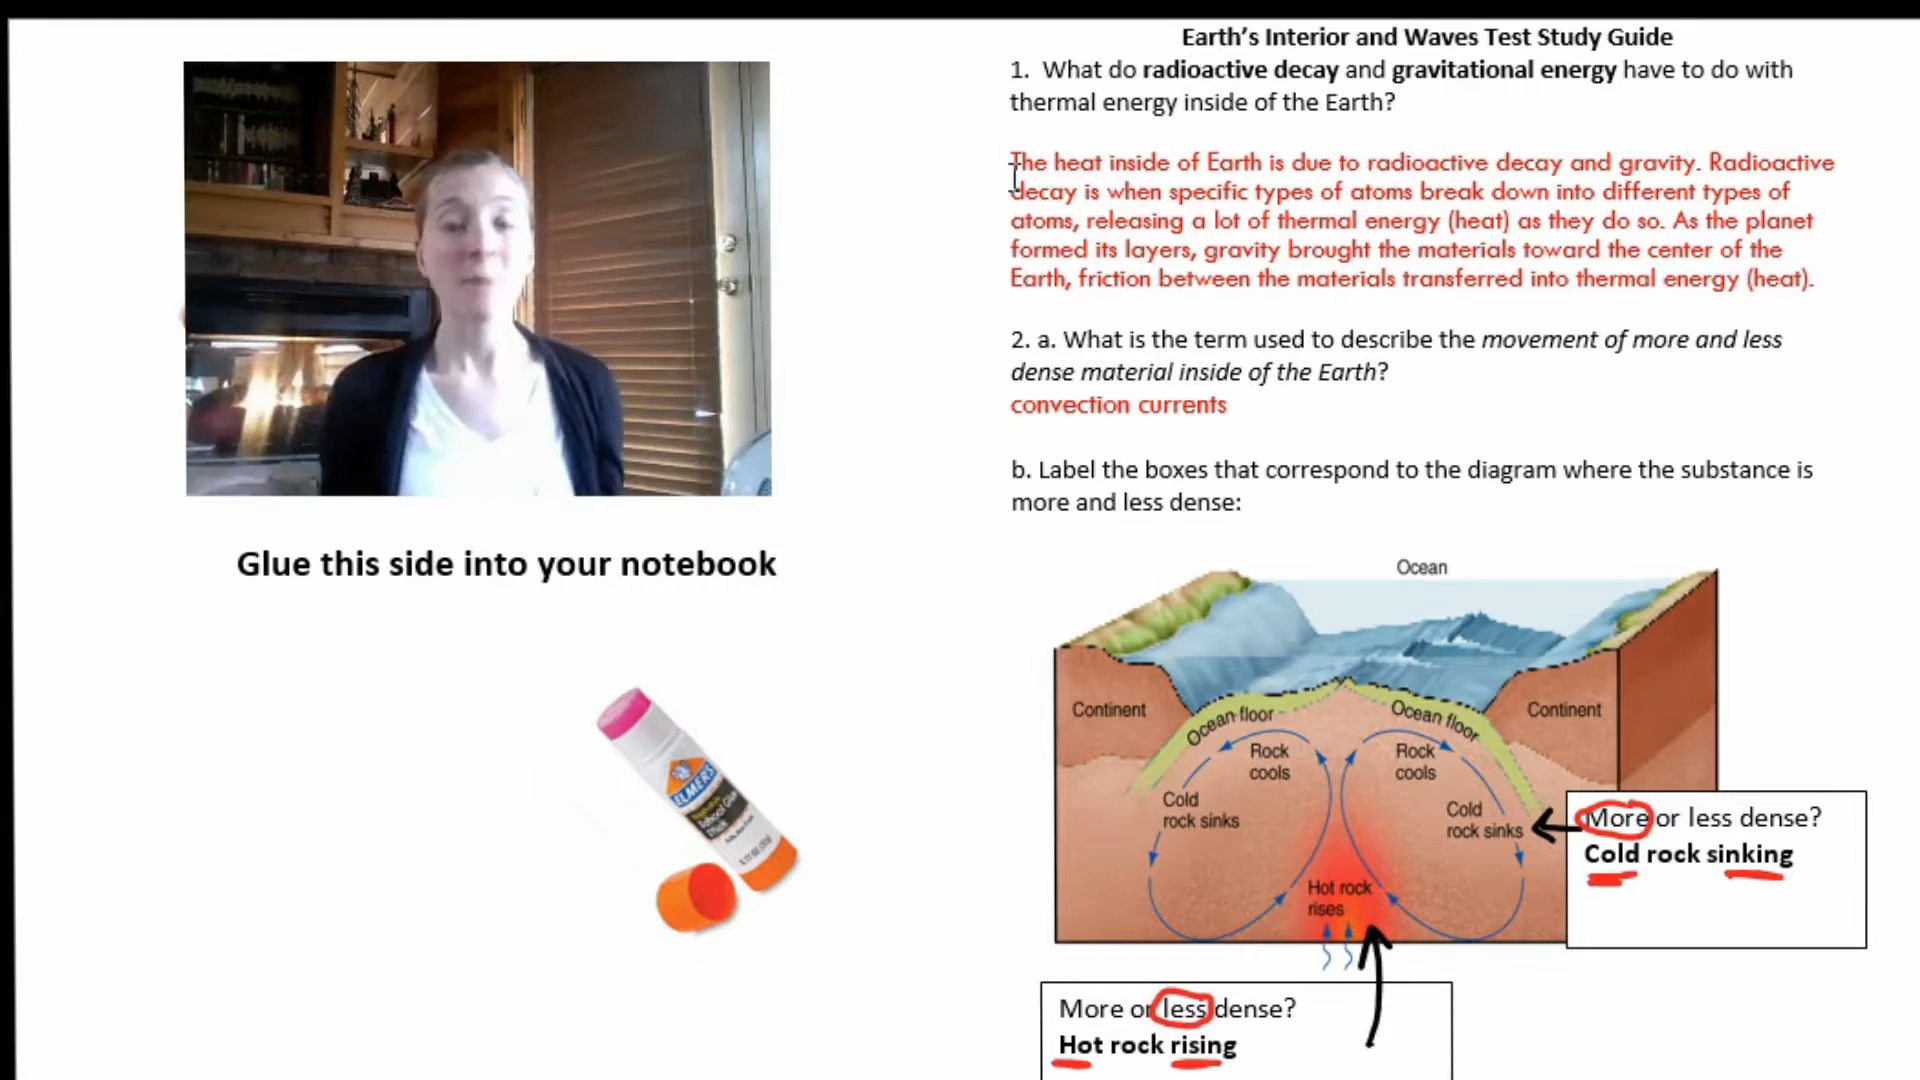 Earth's Interior and Waves Test Study Guide
1. What do radioactive decay and gravitational energy have to do with
thermal energy inside of the Earth?
The heat inside of Earth is due to radioactive decay and gravity. Radioactive
decay is when specific types of atoms break down into different types of
atoms, releasing a lot of thermal energy (heat) as they do so. As the planet
formed its layers, gravity brought the materials toward the center of the
Earth, friction between the materials transferred into thermal energy (heat).
2. a. What is the term used to describe the movement of more and less
dense material inside of the Earth?
convection currents
b. Label the boxes that correspond to the diagram where the substance is
more and less dense:
Glue this side into your notebook
ELMER'S
School Glue
Stick
Ocean
Continent
Ocean floor
Ocean floor
Continent
Rock
cools
Rock
cools
Cold
rock sinks
Cold
rock sinks
Hot rock
rises
More or less dense?
Cold rock sinking
More or less dense?
Hot rock rising